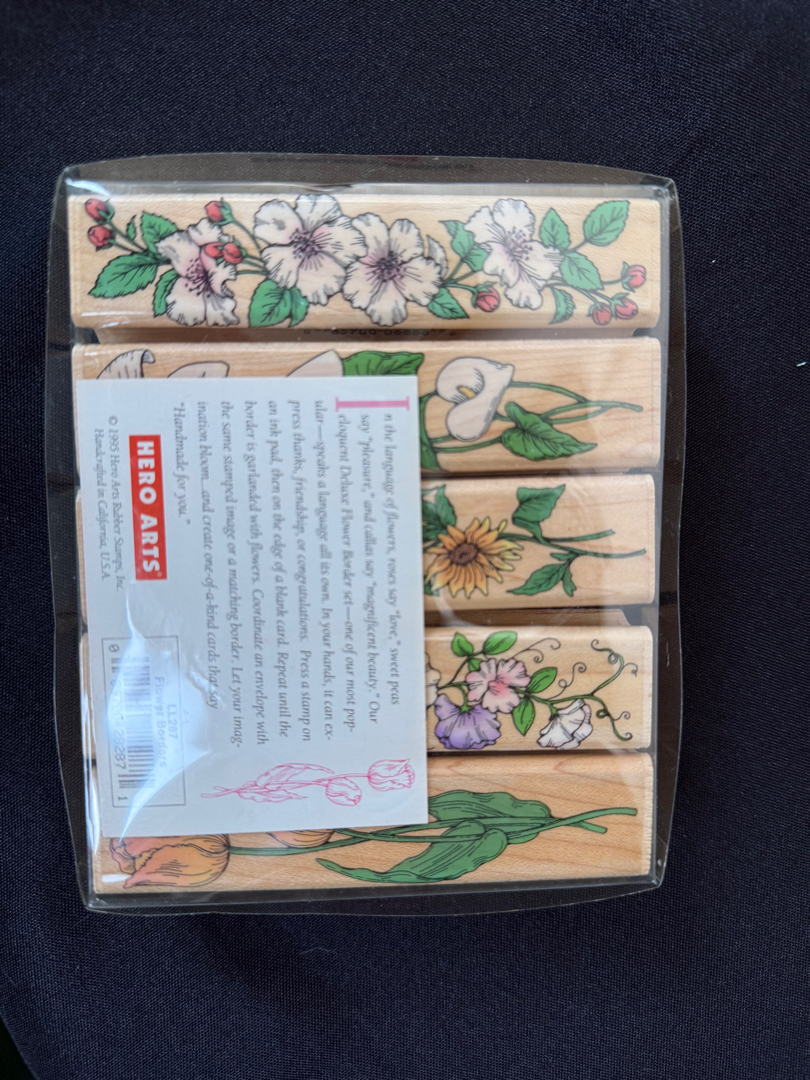 In the language of flowers, roses say "love," sweet peas
say "pleasure," and callas say "magnificent beauty." Our
eloquent Deluxe Flower Border set—one of our most pop-
ular—speaks a language all its own. In your hands, it can ex-
press thanks, friendship, or congratulations. Press a stamp on
an ink pad, then on the edge of a blank card. Repeat until the
border is garlanded with flowers. Coordinate an envelope with
the same stamped image or a matching border. Let your imag-
ination bloom...and create one-of-a-kind cards that say
"Handmade for you."
HERO ARTS®
© 1995 Hero Arts Rubber Stamps, Inc.
Handcrafted in California, U.S.A.
LL287
Flower Borders